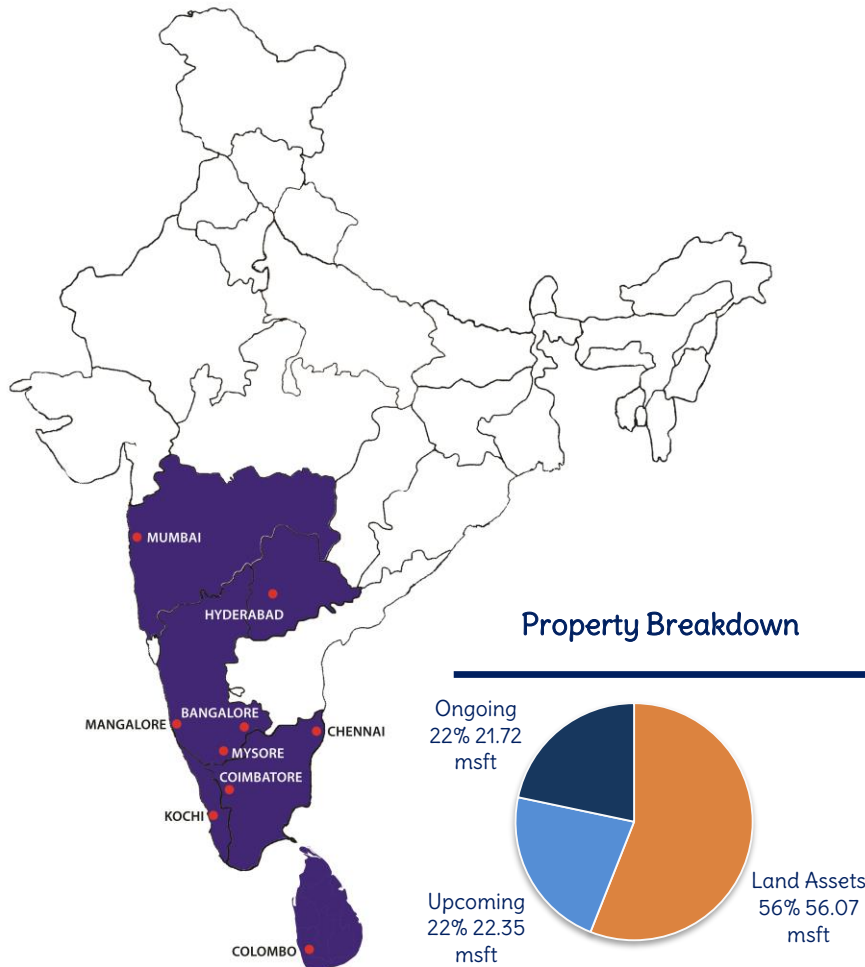 MUMBAI
HYDERABAD
Property Breakdown
MANGALORE
BANGALORE
CHENNAI
MYSORE
COIMBATORE
KOCHI
COLOMBO
Ongoing
22% 21.72
msft
Upcoming
22% 22.35
msft
Land Assets
56% 56.07
msft